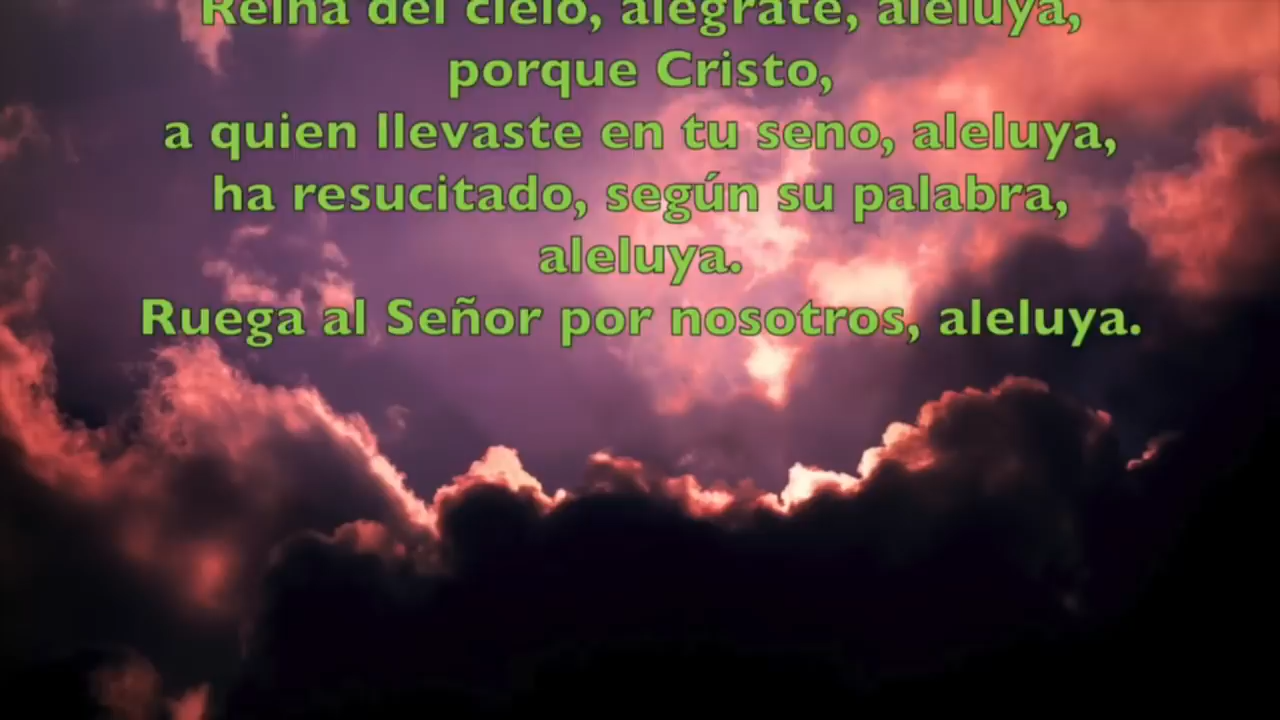 Reina del cielo, alégrate, aleluya,
porque Cristo,
a quien llevaste en tu seno, aleluya,
ha resucitado, según su palabra,
aleluya.
Ruega al Señor por nosotros, aleluya.